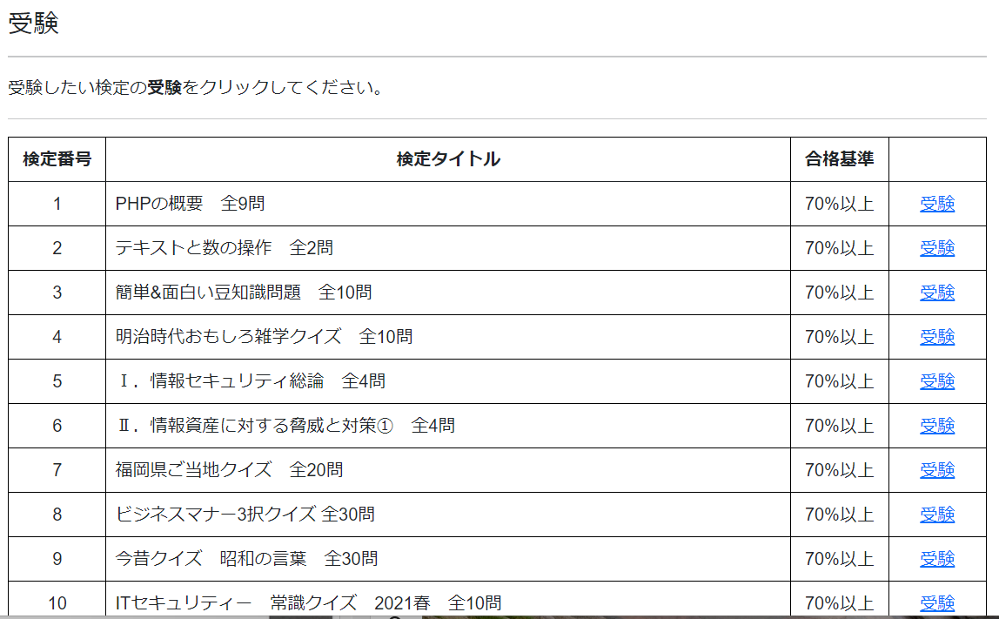 受験
受験したい検定の受験をクリックしてください。
検定番号 検定タイトル 合格基準
1 PHPの概要　全9問 70%以上 受験
2 テキストと数の操作　全2問 70%以上 受験
3 簡単&面白い豆知識問題　全10問 70%以上 受験
4 明治時代おもしろ雑学クイズ　全10問 70%以上 受験
5 Ⅰ．情報セキュリティ総論　全4問 70%以上 受験
6 Ⅱ．情報資産に対する脅威と対策①　全4問 70%以上 受験
7 福岡県ご当地クイズ　全20問 70%以上 受験
8 ビジネスマナー3択クイズ 全30問 70%以上 受験
9 今昔クイズ　昭和の言葉　全30問 70%以上 受験
10 ITセキュリティー　常識クイズ　2021春　全10問 70%以上 受験